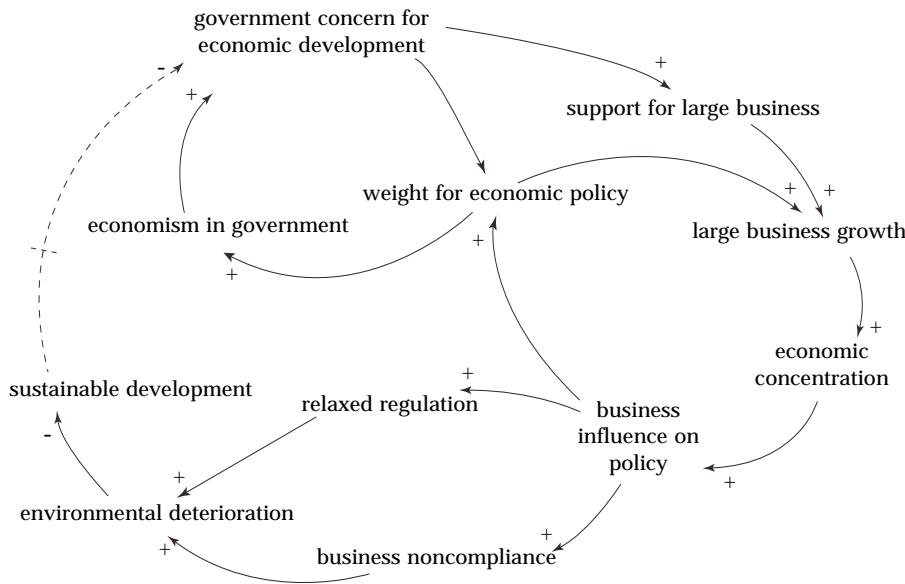 government concern for
economic development
-
+
+
support for large business
weight for economic policy
+
+
economism in government
+
large business growth
+
+
economic
concentration
sustainable development
+
relaxed regulation
business
influence on
policy
-
+
+
environmental deterioration
+
+
business noncompliance